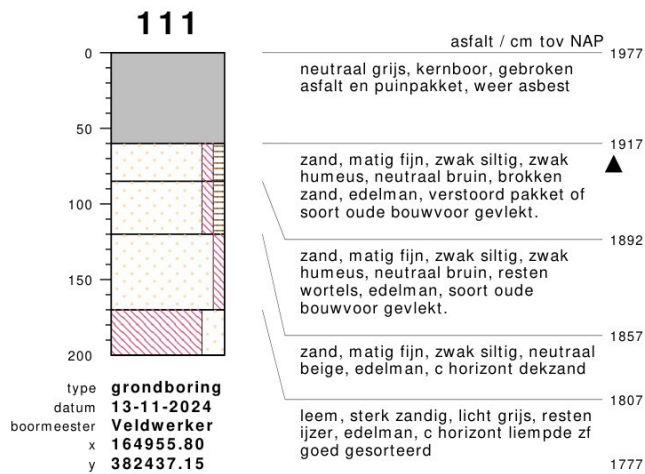 111
asfalt / cm tov NAP
0
1977
neutraal grijs, kernboor, gebroken
asfalt en puinpakket, weer asbest
50
1917
zand, matig fijn, zwak siltig, zwak
humeus, neutraal bruin, brokken
zand, edelman, verstoord pakket of
soort oude bouwvoor gevlekt.
100
1892
zand, matig fijn, zwak siltig, zwak
humeus, neutraal bruin, resten
wortels, edelman, soort oude
bouwvoor gevlekt.
150
1857
zand, matig fijn, zwak siltig, neutraal
beige, edelman, c horizont dekzand
200
1807
leem, sterk zandig, licht grijs, resten
ijzer, edelman, c horizont liempde zf
goed gesorteerd
1777
type grondboring
datum 13-11-2024
boormeester Veldwerker
x 164955.80
y 382437.15